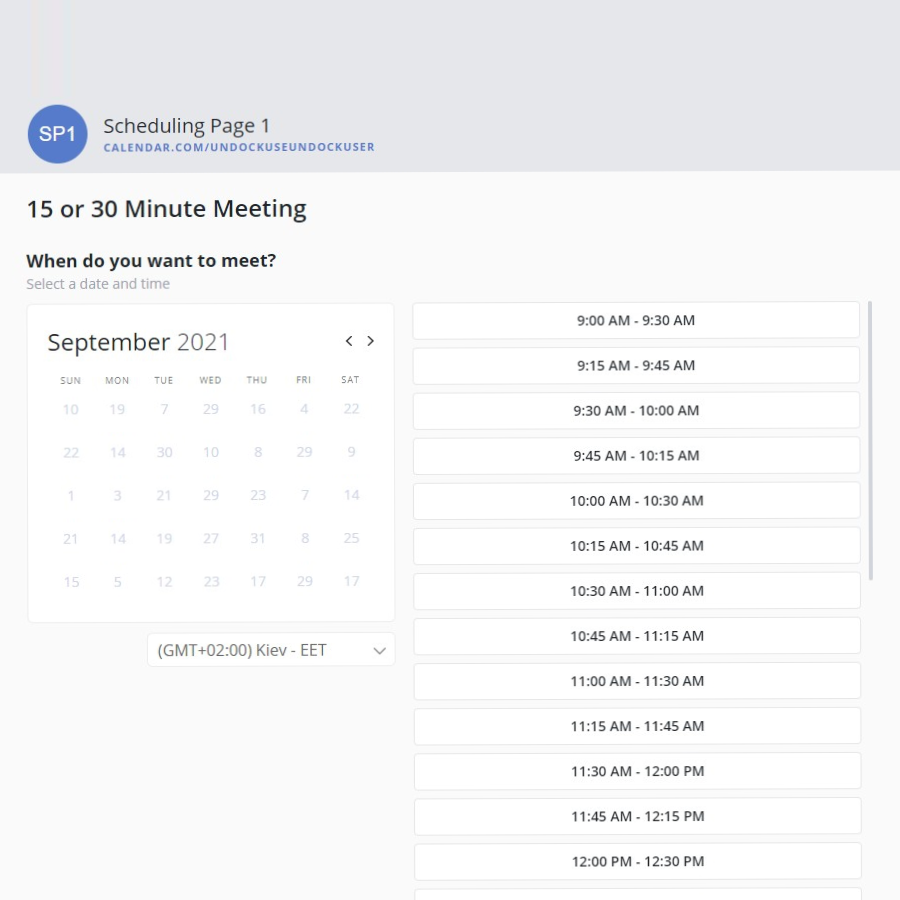 SP1
Scheduling Page 1
CALENDAR.COM/UNDOCKUSEUNDOCKUSER
15 or 30 Minute Meeting
When do you want to meet?
Select a date and time
September 2021
SUN MON TUE WED THU FRI SAT
10 19 7 29 16 4 22
22 14 30 10 8 29 9
1 3 21 29 23 7 14
21 14 19 27 31 8 25
15 5 12 23 17 29 17
(GMT+02:00) Kiev - EET
9:00 AM - 9:30 AM
9:15 AM - 9:45 AM
9:30 AM - 10:00 AM
9:45 AM - 10:15 AM
10:00 AM - 10:30 AM
10:15 AM - 10:45 AM
10:30 AM - 11:00 AM
10:45 AM - 11:15 AM
11:00 AM - 11:30 AM
11:15 AM - 11:45 AM
11:30 AM - 12:00 PM
11:45 AM - 12:15 PM
12:00 PM - 12:30 PM